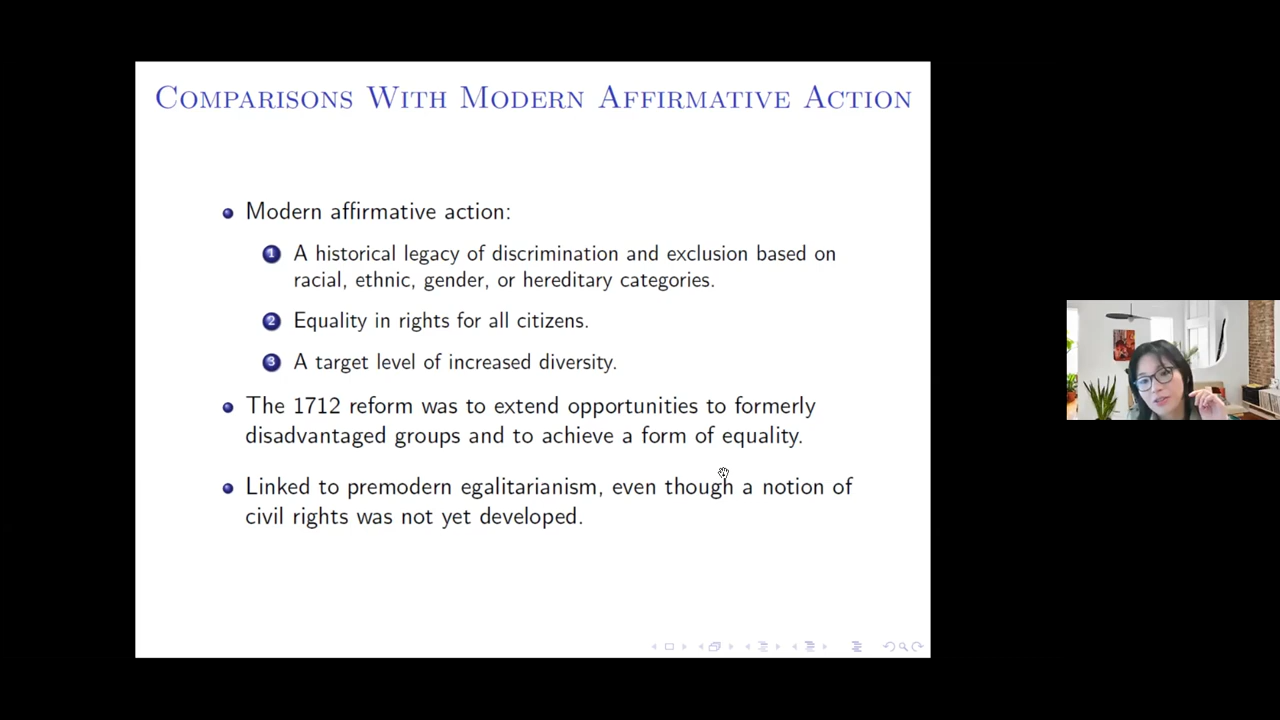 Comparisons With Modern Affirmative Action
Modern affirmative action:
1 A historical legacy of discrimination and exclusion based on
racial, ethnic, gender, or hereditary categories.
2 Equality in rights for all citizens.
3 A target level of increased diversity.
The 1712 reform was to extend opportunities to formerly
disadvantaged groups and to achieve a form of equality.
Linked to premodern egalitarianism, even though a notion of
civil rights was not yet developed.